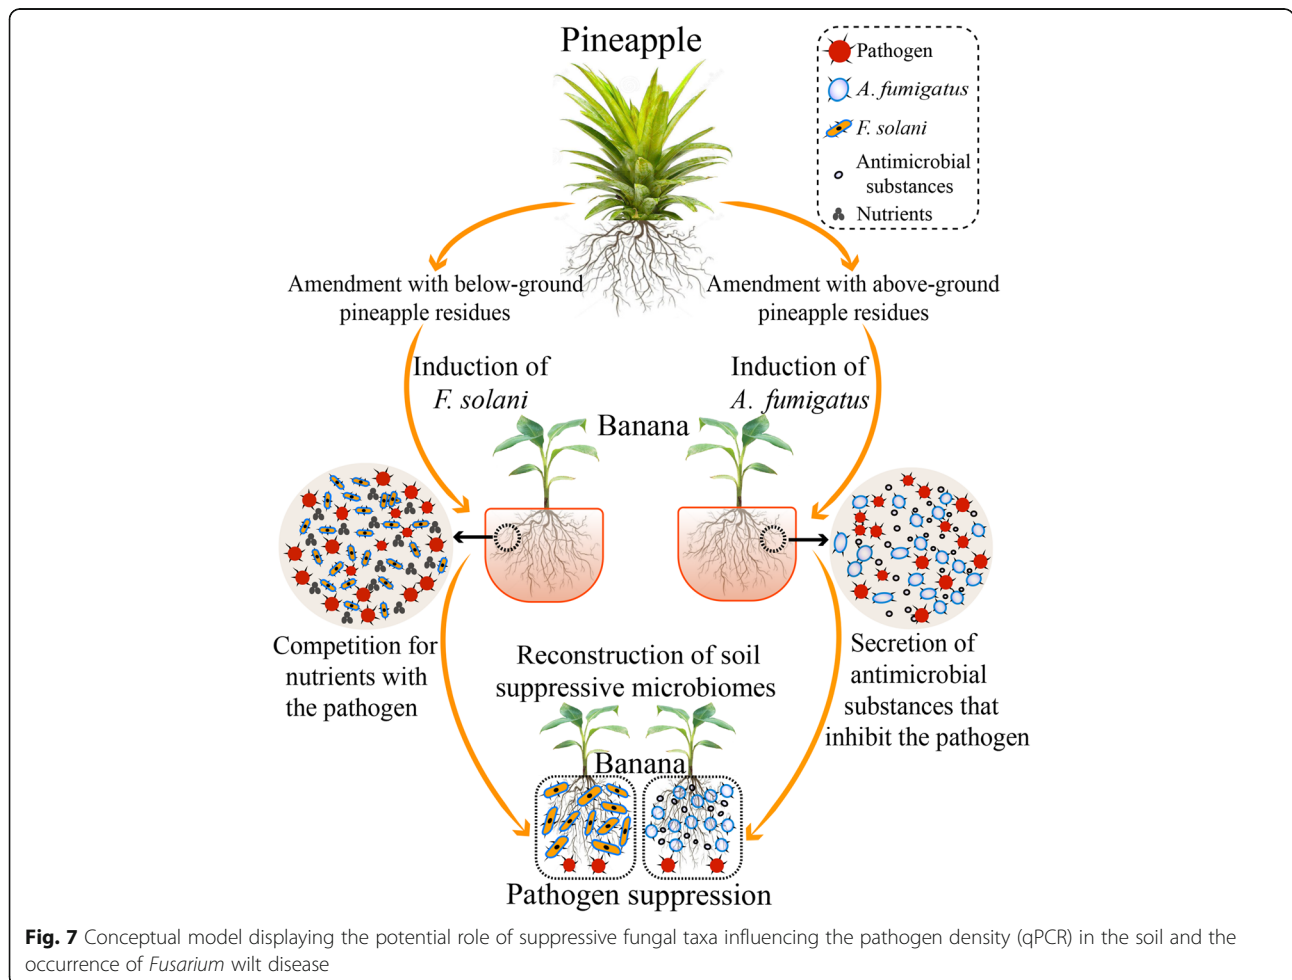 Pineapple
Pathogen
A. fumigatus
F. solani
Antimicrobial
substances
Nutrients
Amendment with below-ground
pineapple residues
Amendment with above-ground
pineapple residues
Induction of
F. solani
Induction of
A. fumigatus
Banana
Competition for
nutrients with
the pathogen
Reconstruction of soil
suppressive microbiomes
Secretion of
antimicrobial
substances that
inhibit the pathogen
Banana
Pathogen suppression
Fig. 7 Conceptual model displaying the potential role of suppressive fungal taxa influencing the pathogen density (qPCR) in the soil and the
occurrence of Fusarium wilt disease